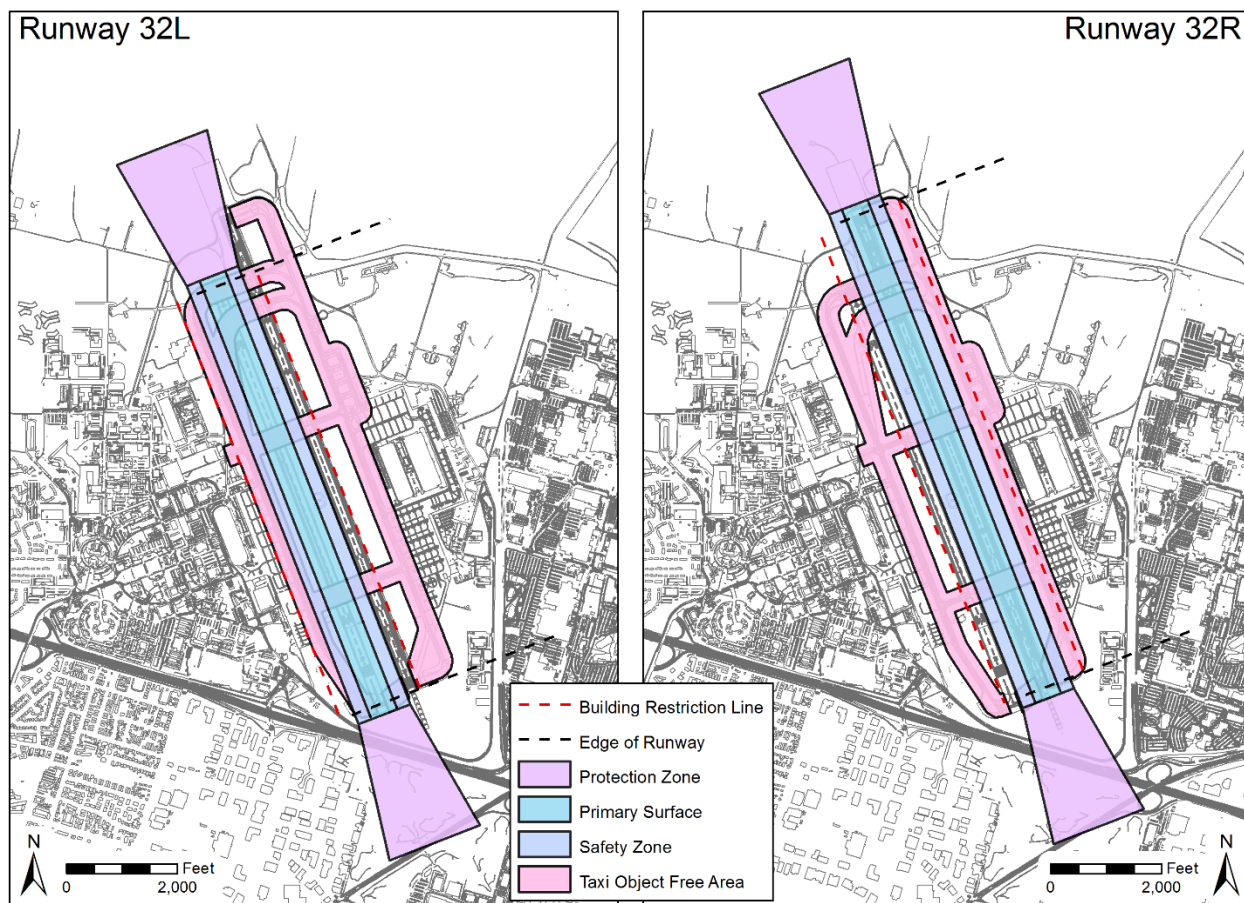 Runway 32L
Runway 32R
Building Restriction Line
Edge of Runway
Protection Zone
Primary Surface
Safety Zone
Taxi Object Free Area
N
Feet
0 2,000
N
Feet
0 2,000